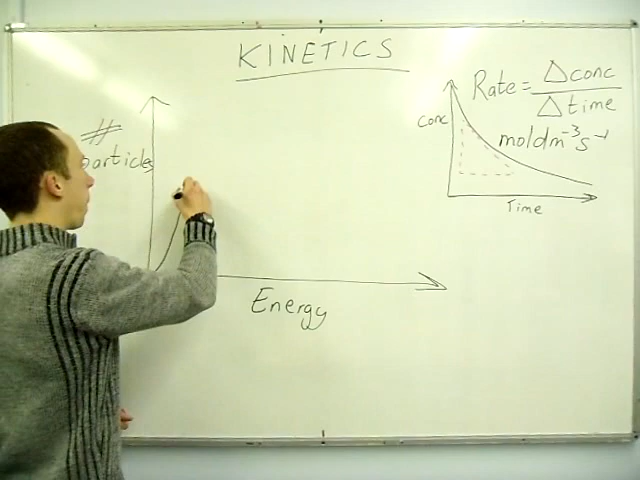 KINETICS
#
particles
Energy
Conc
Time
Rate = Δconc
Δtime
moldm⁻³s⁻¹